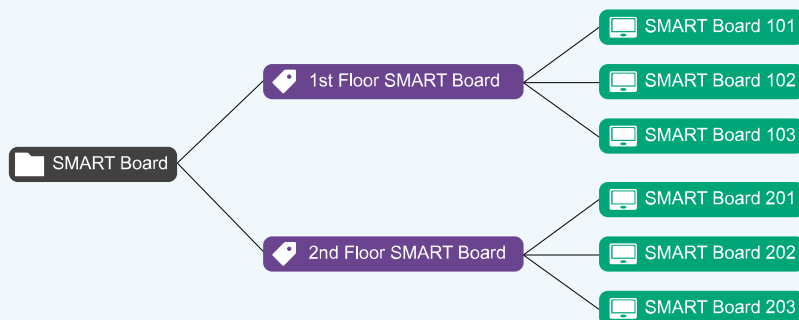 SMART Board
1st Floor SMART Board
SMART Board 101
SMART Board 102
SMART Board 103
2nd Floor SMART Board
SMART Board 201
SMART Board 202
SMART Board 203